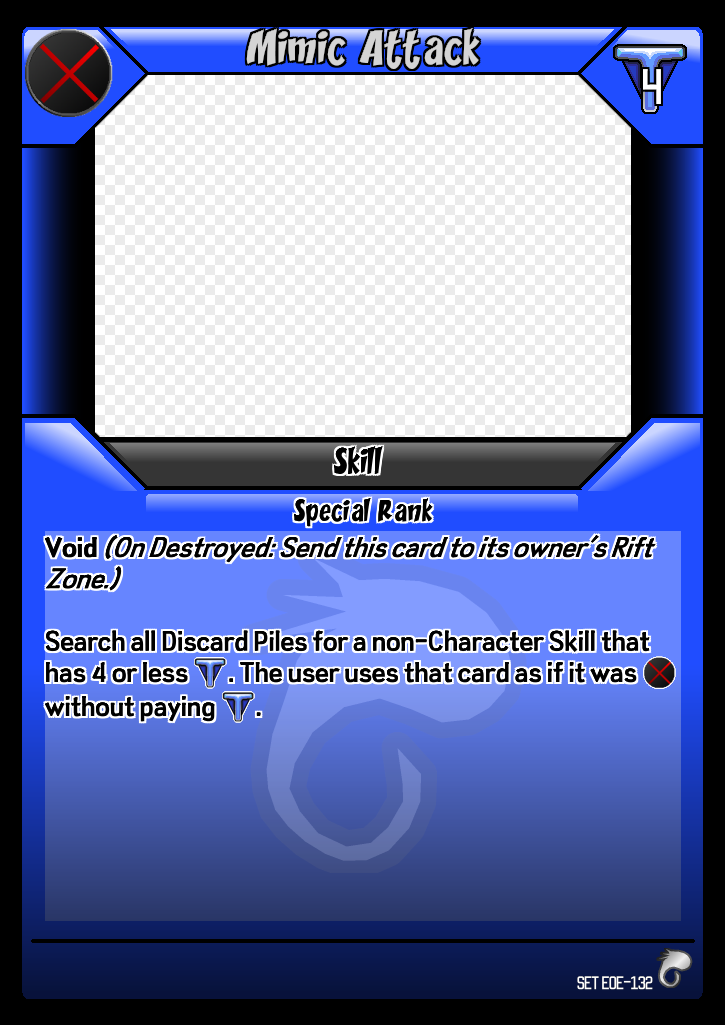 Mimic Attack
4
Skill
Special Rank
Void (On Destroyed: Send this card to its owner's Rift
Zone.)
Search all Discard Piles for a non-Character Skill that
has 4 or less T. The user uses that card as if it was
without paying T.
SET EOE-132